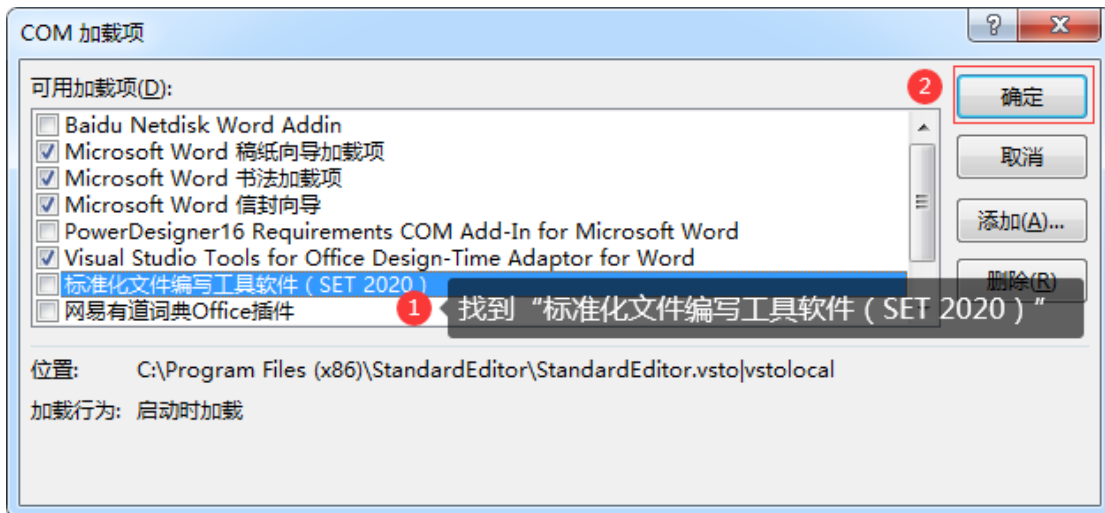 COM 加载项
可用加载项(D):
2
确定
Baidu Netdisk Word Addin
Microsoft Word 稿纸向导加载项
取消
Microsoft Word 书法加载项
Microsoft Word 信封向导
添加(A)...
PowerDesigner16 Requirements COM Add-In for Microsoft Word
Visual Studio Tools for Office Design-Time Adaptor for Word
删除(R)
标准化文件编写工具软件（SET 2020）
网易有道词典Office插件
1
找到“标准化文件编写工具软件（SET 2020）”
位置: C:\Program Files (x86)\StandardEditor\StandardEditor.vsto|vstolocal
加载行为: 启动时加载